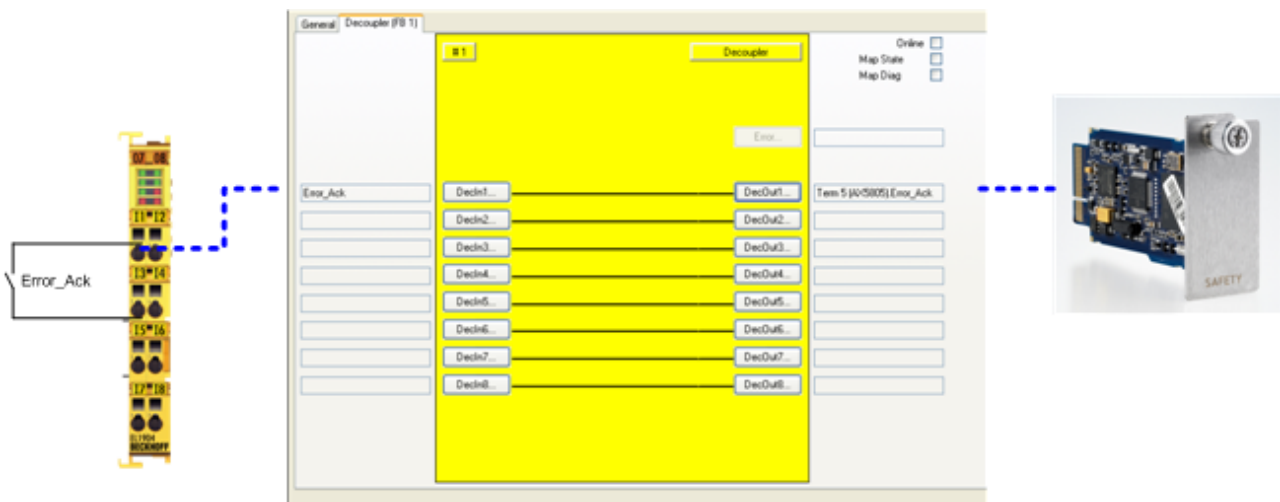 General
Decoupler (FB 1)
# 1
Decoupler
Online
Map State
Map Diag
Error...
07 08
I1 I2
I3 I4
I5 I6
I7 I8
EL1904
BECKHOFF
Error_Ack
Error_Ack
DecIn1...
DecOut1...
Term 5 (AX5805).Error_Ack
DecIn2...
DecOut2...
DecIn3...
DecOut3...
DecIn4...
DecOut4...
DecIn5...
DecOut5...
DecIn6...
DecOut6...
DecIn7...
DecOut7...
DecIn8...
DecOut8...
SAFETY